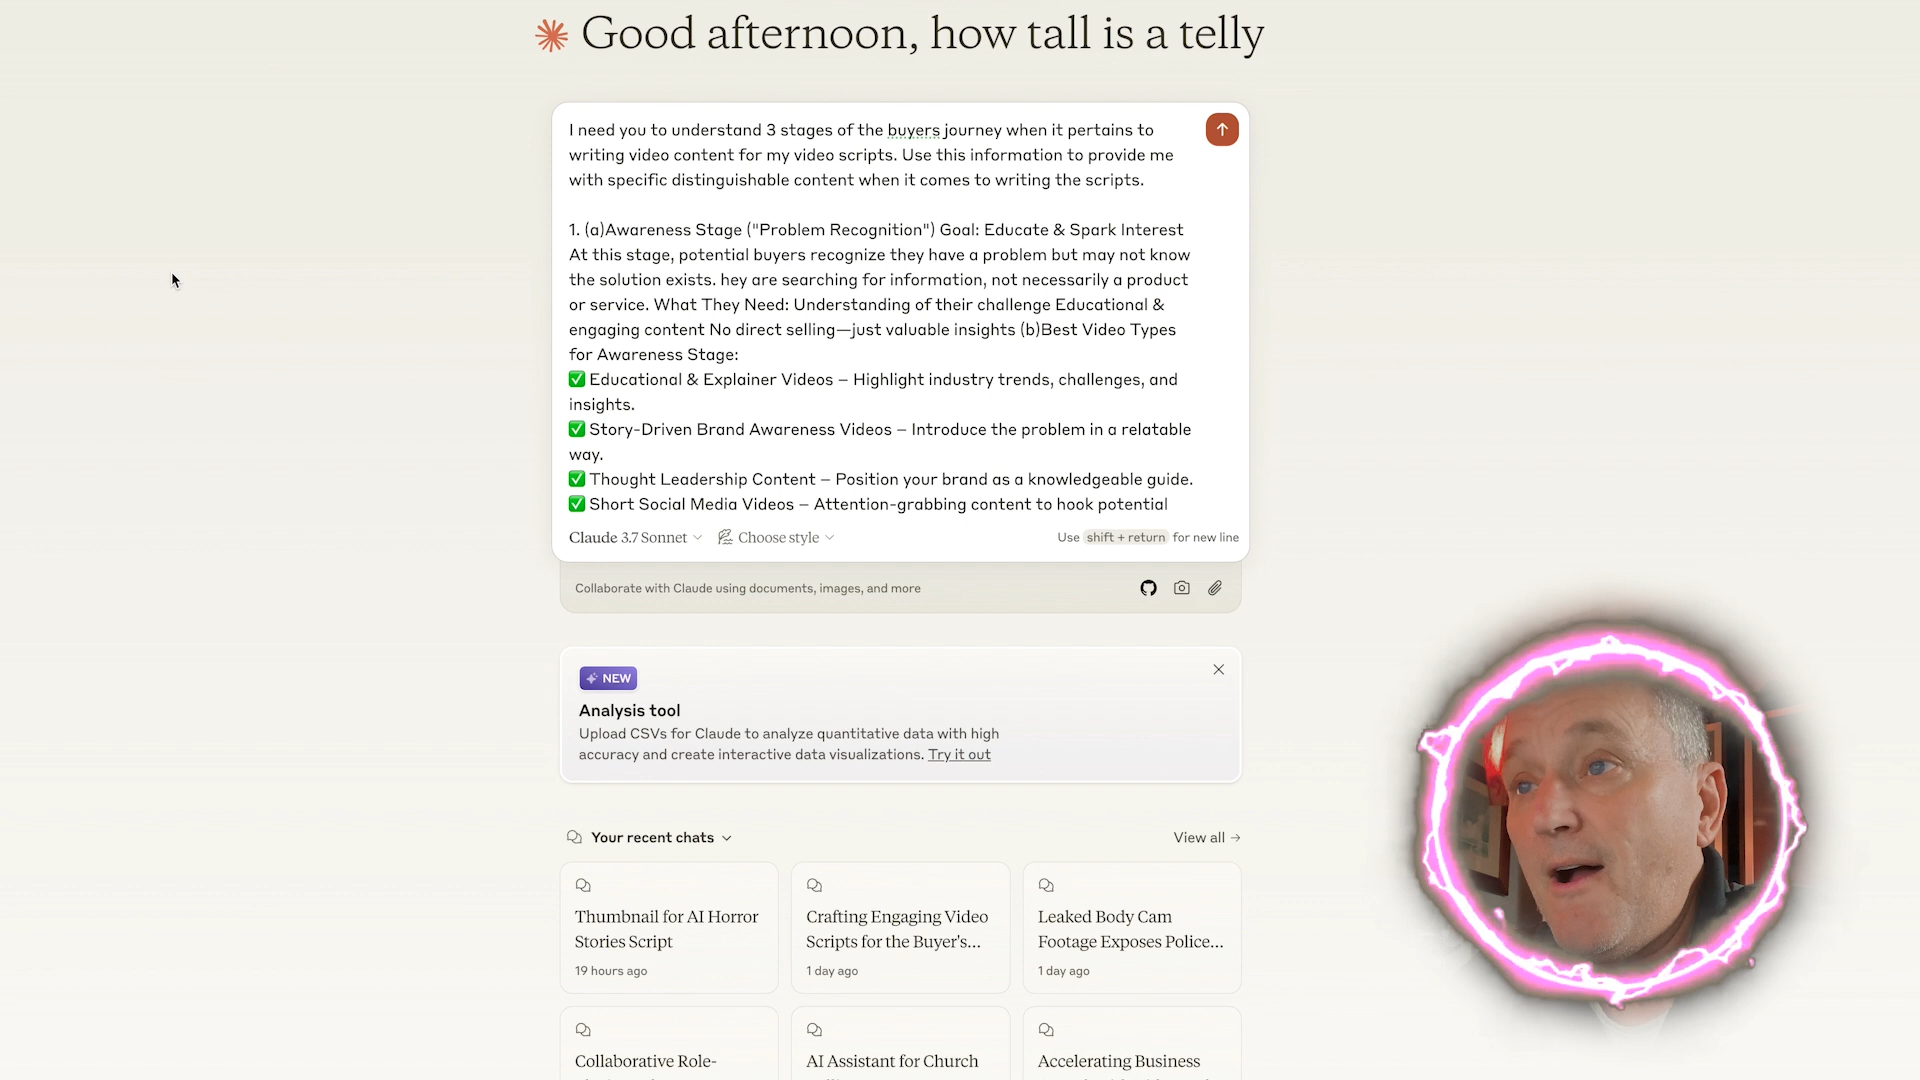 Good afternoon, how tall is a telly
I need you to understand 3 stages of the buyers journey when it pertains to
writing video content for my video scripts. Use this information to provide me
with specific distinguishable content when it comes to writing the scripts.
1. (a)Awareness Stage ("Problem Recognition") Goal: Educate & Spark Interest
At this stage, potential buyers recognize they have a problem but may not know
the solution exists. hey are searching for information, not necessarily a product
or service. What They Need: Understanding of their challenge Educational &
engaging content No direct selling—just valuable insights (b)Best Video Types
for Awareness Stage:
✅ Educational & Explainer Videos – Highlight industry trends, challenges, and
insights.
✅ Story-Driven Brand Awareness Videos – Introduce the problem in a relatable
way.
✅ Thought Leadership Content – Position your brand as a knowledgeable guide.
✅ Short Social Media Videos – Attention-grabbing content to hook potential
Claude 3.7 Sonnet Choose style Use shift + return for new line
Collaborate with Claude using documents, images, and more
NEW
Analysis tool
Upload CSVs for Claude to analyze quantitative data with high
accuracy and create interactive data visualizations. Try it out
Your recent chats View all →
Thumbnail for AI Horror
Stories Script
19 hours ago
Crafting Engaging Video
Scripts for the Buyer's...
1 day ago
Leaked Body Cam
Footage Exposes Police...
1 day ago
Collaborative Role-
AI Assistant for Church
Accelerating Business